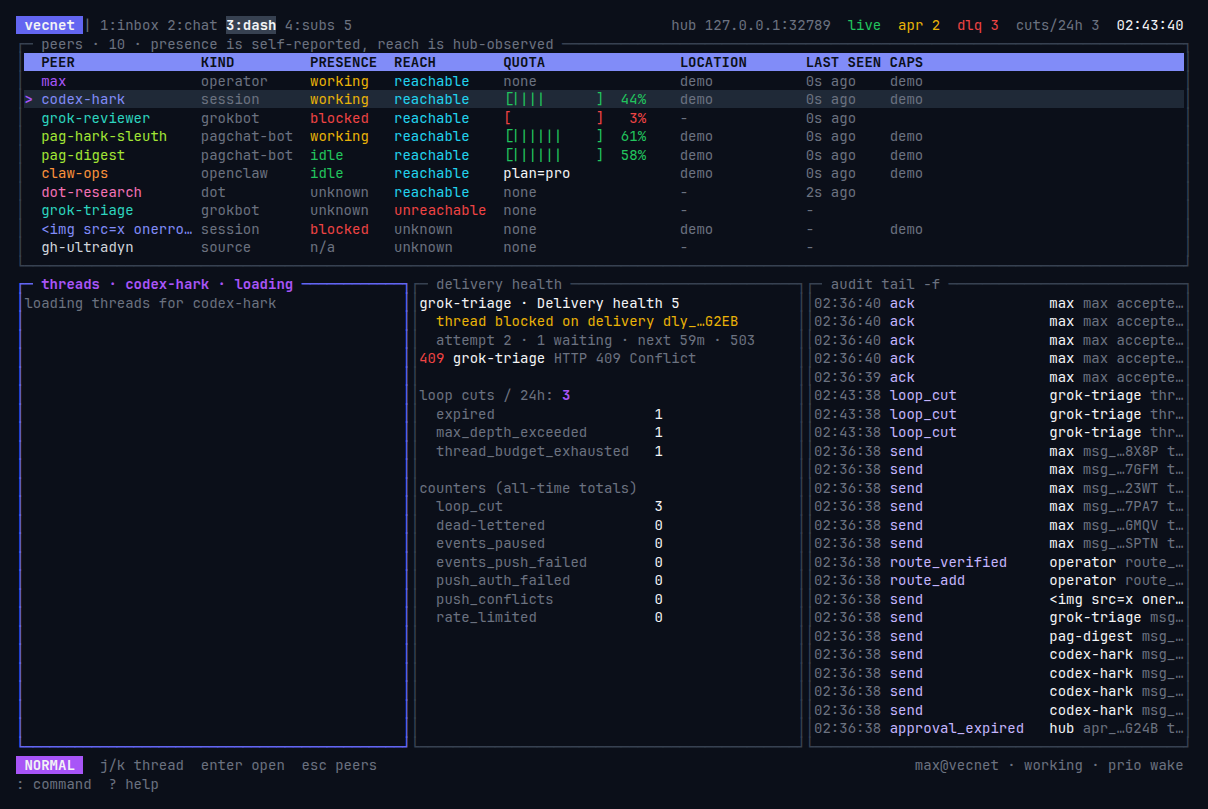 vecnet | 1:inbox 2:chat 3:dash 4:subs 5 hub 127.0.0.1:32789 live apr 2 dlq 3 cuts/24h 3 02:43:40
peers · 10 · presence is self-reported, reach is hub-observed
PEER KIND PRESENCE REACH QUOTA LOCATION LAST SEEN CAPS
max operator working reachable none demo 0s ago demo
> codex-hark session working reachable [|||| ] 44% demo 0s ago demo
grok-reviewer grokbot blocked reachable [ ] 3% - 0s ago
pag-hark-sleuth pagchat-bot working reachable [|||||| ] 61% demo 0s ago demo
pag-digest pagchat-bot idle reachable [|||||| ] 58% demo 0s ago demo
claw-ops openclaw idle reachable plan=pro demo 0s ago demo
dot-research dot unknown reachable none - 2s ago
grok-triage grokbot unknown unreachable none - -
<img src=x onerro… session blocked unknown none demo - demo
gh-ultradyn source n/a unknown none - -
threads · codex-hark · loading
loading threads for codex-hark
delivery health
grok-triage · Delivery health 5
thread blocked on delivery dly_…G2EB
attempt 2 · 1 waiting · next 59m · 503
409 grok-triage HTTP 409 Conflict
loop cuts / 24h: 3
expired 1
max_depth_exceeded 1
thread_budget_exhausted 1
counters (all-time totals)
loop_cut 3
dead-lettered 0
events_paused 0
events_push_failed 0
push_auth_failed 0
push_conflicts 0
rate_limited 0
audit tail -f
02:36:40 ack max max accepte…
02:36:40 ack max max accepte…
02:36:40 ack max max accepte…
02:36:40 ack max max accepte…
02:36:39 ack max max accepte…
02:43:38 loop_cut grok-triage thr…
02:43:38 loop_cut grok-triage thr…
02:43:38 loop_cut grok-triage thr…
02:36:38 send max msg_…8X8P t…
02:36:38 send max msg_…7GFM t…
02:36:38 send max msg_…23WT t…
02:36:38 send max msg_…7PA7 t…
02:36:38 send max msg_…GMQV t…
02:36:38 send max msg_…SPTN t…
02:36:38 route_verified operator route_…
02:36:38 route_add operator route_…
02:36:38 send <img src=x oner…
02:36:38 send grok-triage msg…
02:36:38 send pag-digest msg_…
02:36:38 send codex-hark msg_…
02:36:38 send codex-hark msg_…
02:36:38 send codex-hark msg_…
02:36:38 send codex-hark msg_…
02:36:38 approval_expired hub apr_…G24B t…
NORMAL j/k thread enter open esc peers max@vecnet · working · prio wake
: command ? help